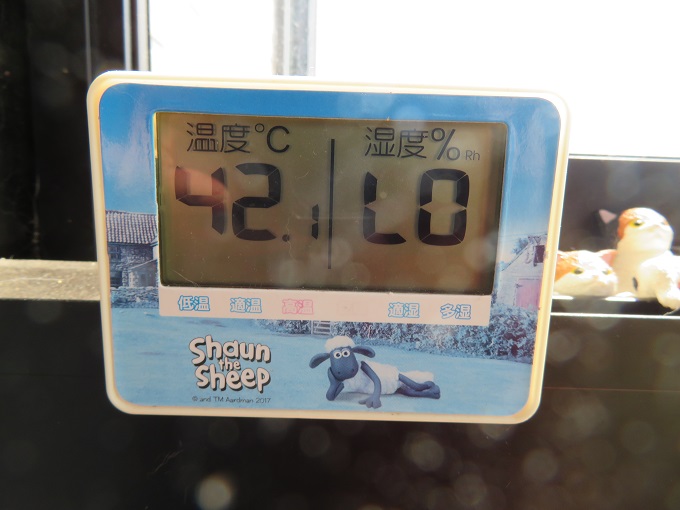 温度℃ 湿度% Rh
42.1 LO
低温 適温 高温 適湿 多湿
Shaun
the
Sheep
© and TM Aardman 2017